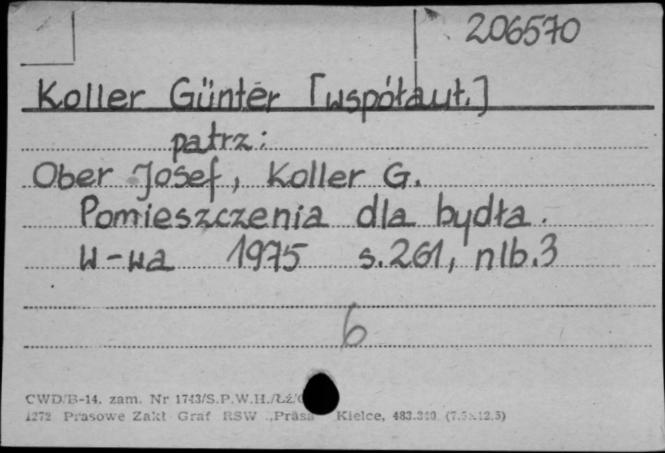 206570
Koller Günter [współaut.]
patrz:
Ober Josef, Koller G.
Pomieszczenia dla bydła.
W-wa 1975 s.261, nlb.3
6
CWD/B-14. zam. Nr 1743/S.P.W.H./Łź/
1272 Prasowe Zakł Graf RSW „Prasa" Kielce, 483.340 (7.5x12.5)